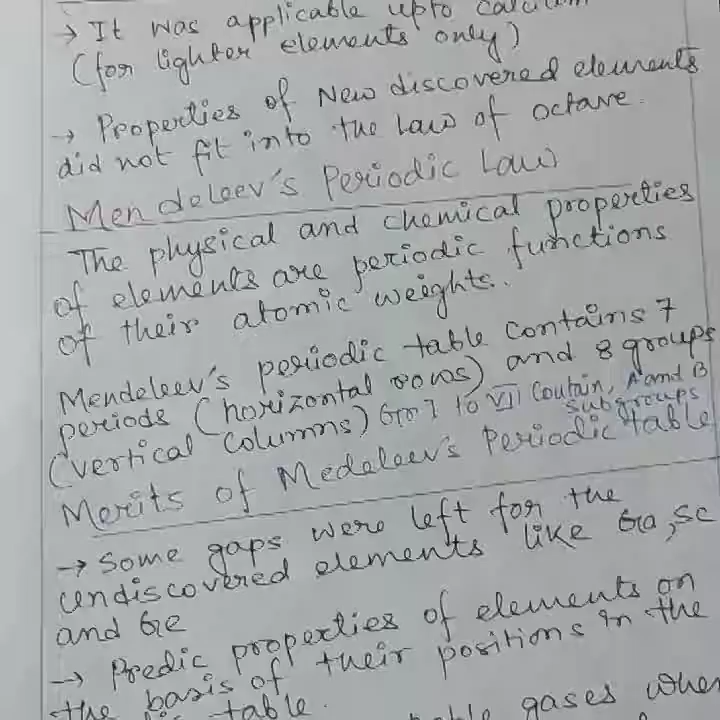 → It was applicable upto calcium
(for lighter elements only)
→ Properties of New discovered elements
did not fit into the Law of octave.
Mendeleev's Periodic Law
The physical and chemical properties
of elements are periodic functions
of their atomic weights.
Mendeleev's periodic table contains 7
periods (horizontal rows) and 8 groups
(vertical columns) Grp I to VII Contain, A and B
subgroups
Merits of Medeleev's Periodic table
→ Some gaps were left for the
undiscovered elements like Ga, Sc
and Ge
→ Predic properties of elements on
the basis of their positions in the
table.
gases when